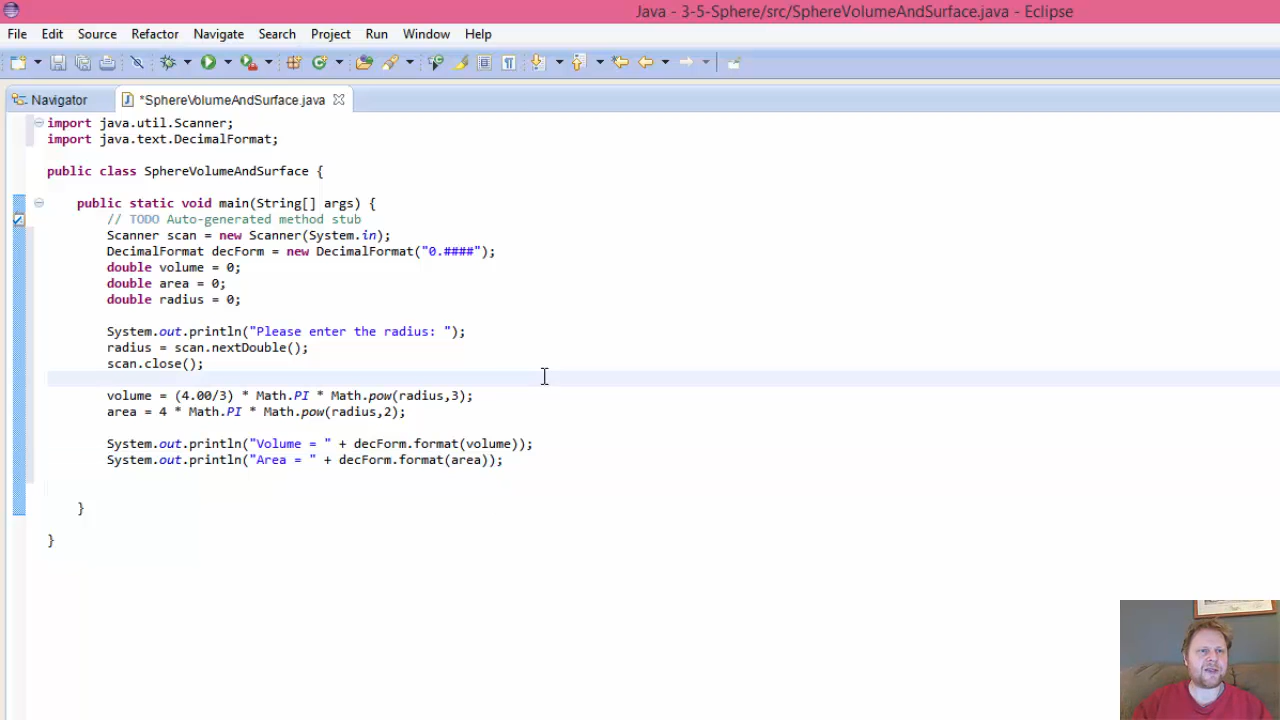 Java - 3-5-Sphere/src/SphereVolumeAndSurface.java - Eclipse
File Edit Source Refactor Navigate Search Project Run Window Help
Navigator *SphereVolumeAndSurface.java
import java.util.Scanner;
import java.text.DecimalFormat;
public class SphereVolumeAndSurface {
public static void main(String[] args) {
// TODO Auto-generated method stub
Scanner scan = new Scanner(System.in);
DecimalFormat decForm = new DecimalFormat("0.####");
double volume = 0;
double area = 0;
double radius = 0;
System.out.println("Please enter the radius: ");
radius = scan.nextDouble();
scan.close();
volume = (4.00/3) * Math.PI * Math.pow(radius,3);
area = 4 * Math.PI * Math.pow(radius,2);
System.out.println("Volume = " + decForm.format(volume));
System.out.println("Area = " + decForm.format(area));
}
}